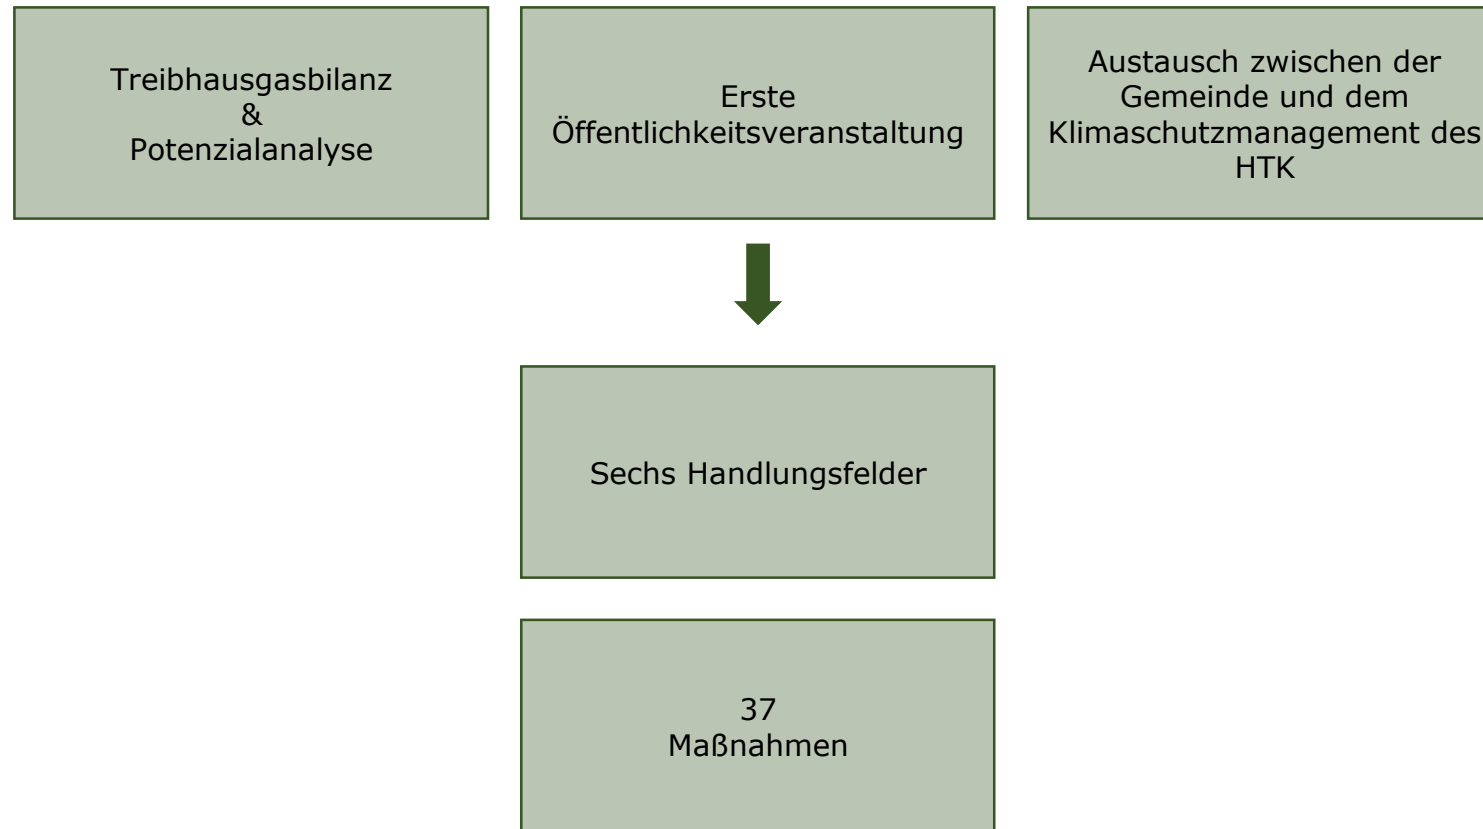 Treibhausgasbilanz
&
Potenzialanalyse
Erste
Öffentlichkeitsveranstaltung
Austausch zwischen der
Gemeinde und dem
Klimaschutzmanagement des
HTK
Sechs Handlungsfelder
37
Maßnahmen